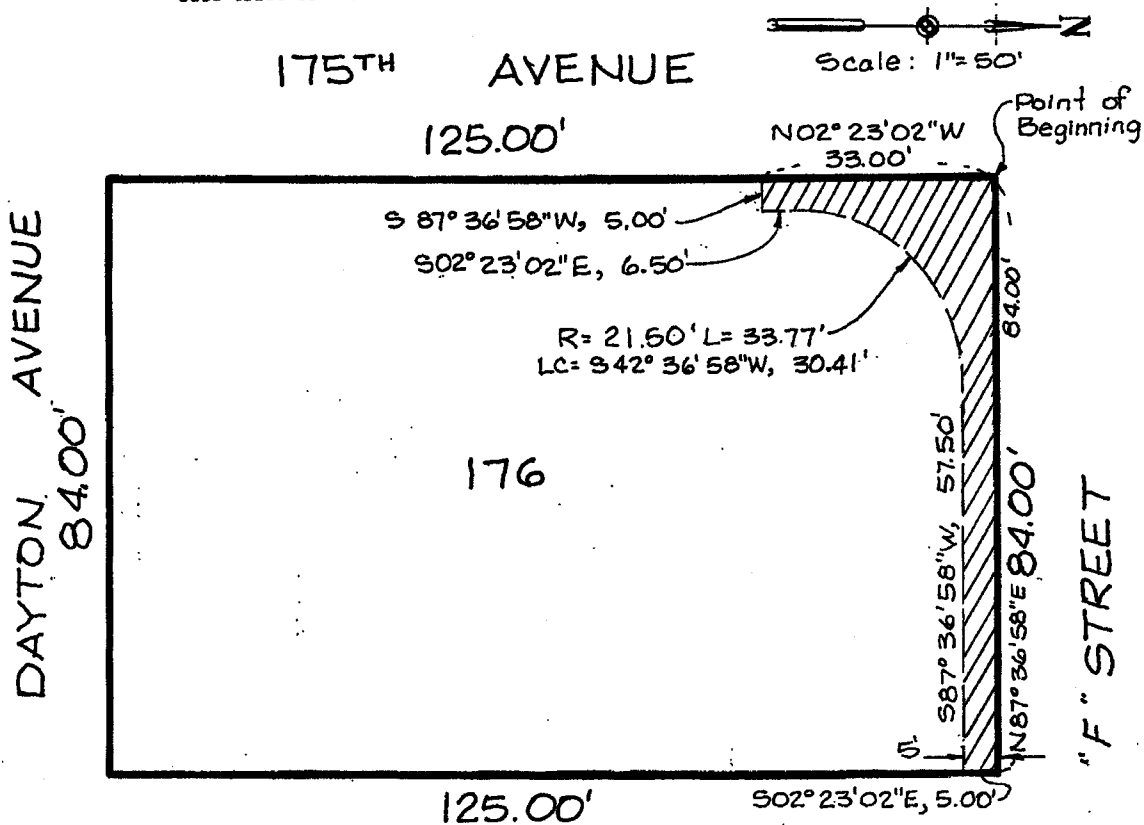 N
Scale: 1"=50'
175TH AVENUE
Point of
Beginning
125.00'
N02°23'02"W
33.00'
S 87°36'58"W, 5.00'
S02°23'02"E, 6.50'
84.00'
R= 21.50' L= 33.77'
LC= S42°36'58"W, 30.41'
DAYTON AVENUE
84.00'
176
S87°36'58"W, 57.50'
N87°36'58"E
84.00'
"F" STREET
5'
125.00'
S02°23'02"E, 5.00'